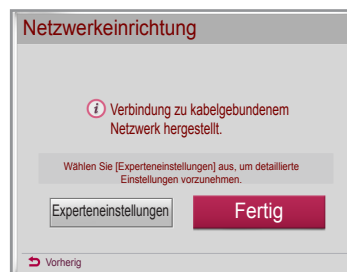 Netzwerkeinrichtung
Verbindung zu kabelgebundenem
Netzwerk hergestellt.
Wählen Sie [Experteneinstellungen] aus, um detaillierte
Einstellungen vorzunehmen.
Experteneinstellungen
Fertig
Vorherig